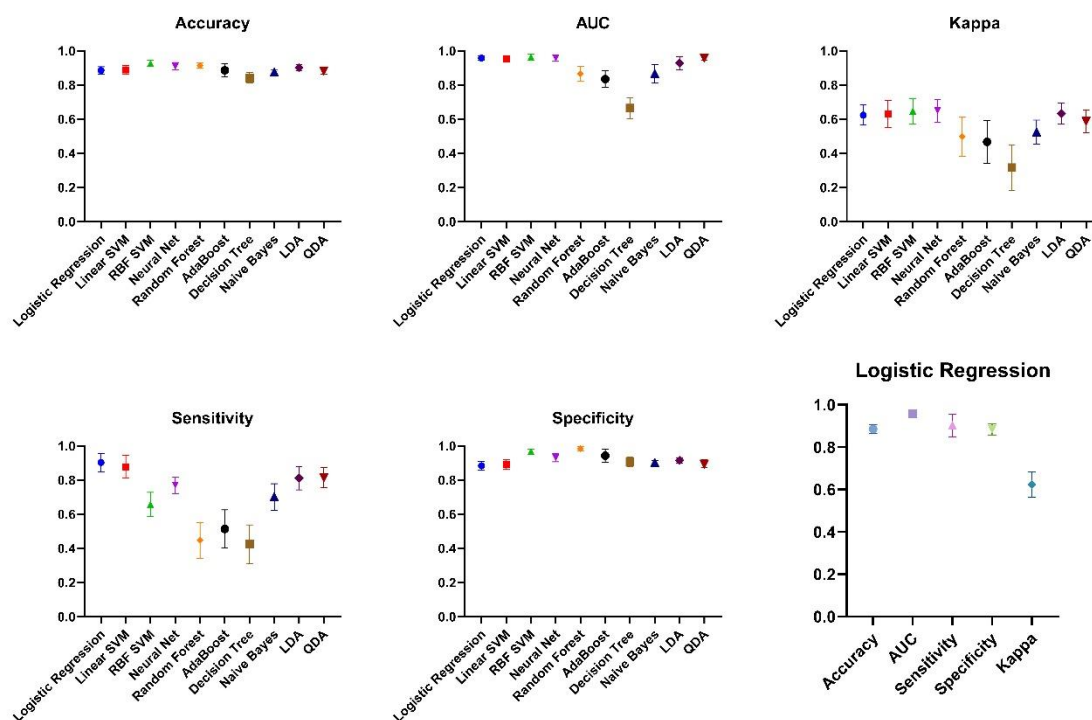 Accuracy
1.0
0.8
0.6
0.4
0.2
0.0
Logistic Regression
Linear SVM
RBF SVM
Neural Net
Random Forest
AdaBoost
Decision Tree
Naive Bayes
LDA
QDA
AUC
1.0
0.8
0.6
0.4
0.2
0.0
Logistic Regression
Linear SVM
RBF SVM
Neural Net
Random Forest
AdaBoost
Decision Tree
Naive Bayes
LDA
QDA
Kappa
1.0
0.8
0.6
0.4
0.2
0.0
Logistic Regression
Linear SVM
RBF SVM
Neural Net
Random Forest
AdaBoost
Decision Tree
Naive Bayes
LDA
QDA
Sensitivity
1.0
0.8
0.6
0.4
0.2
0.0
Logistic Regression
Linear SVM
RBF SVM
Neural Net
Random Forest
AdaBoost
Decision Tree
Naive Bayes
LDA
QDA
Specificity
1.0
0.8
0.6
0.4
0.2
0.0
Logistic Regression
Linear SVM
RBF SVM
Neural Net
Random Forest
AdaBoost
Decision Tree
Naive Bayes
LDA
QDA
Logistic Regression
1.0
0.8
0.6
0.4
0.2
0.0
Accuracy
AUC
Sensitivity
Specificity
Kappa